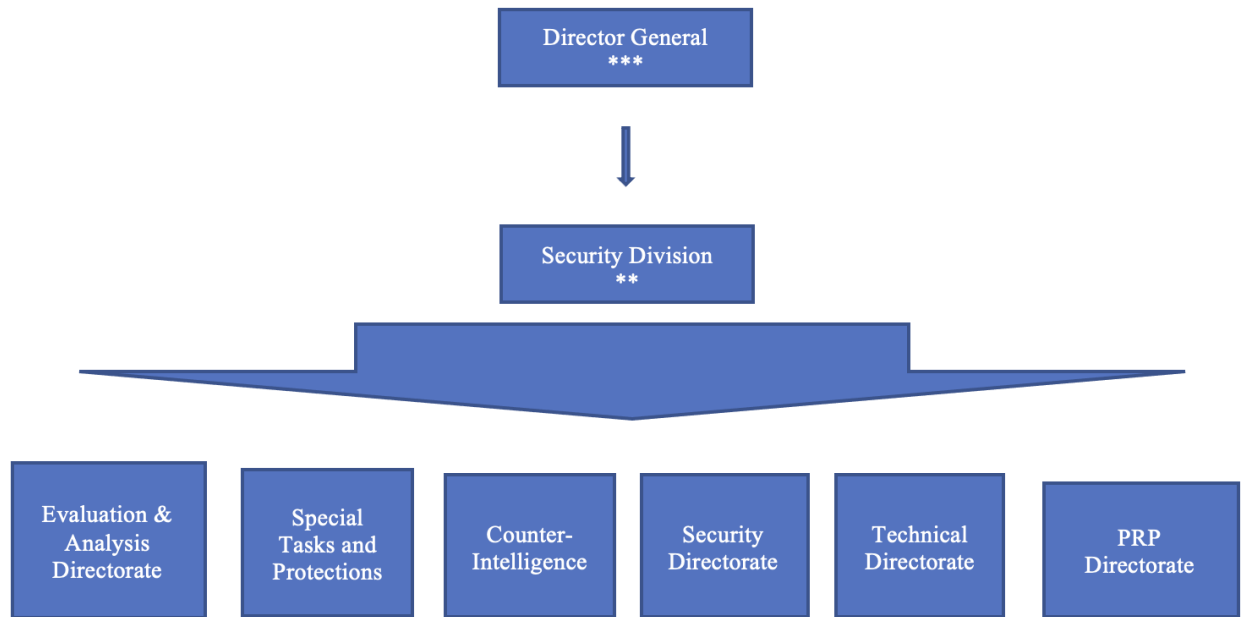 Director General
***
Security Division
**
Evaluation &
Analysis
Directorate
Special
Tasks and
Protections
Counter-
Intelligence
Security
Directorate
Technical
Directorate
PRP
Directorate